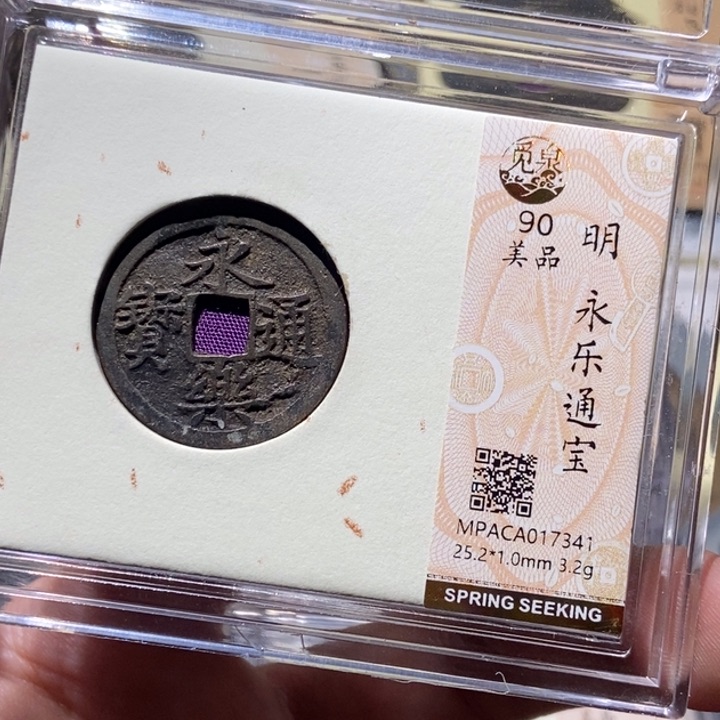 永
通
樂
寶
觅泉
90
美品
明
永乐通宝
MPACA017341
25.2*1.0mm 3.2g
SPRING SEEKING